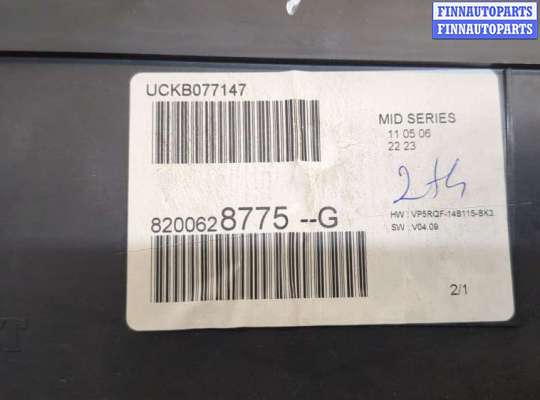 FINNAUTOPARTS
FINNAUTOPARTS
UCKB077147
MID SERIES
11 05 06
22 23
8200628775 --G
HW : VP5RQF-14B115-BK3
SW : V04.09
2/1